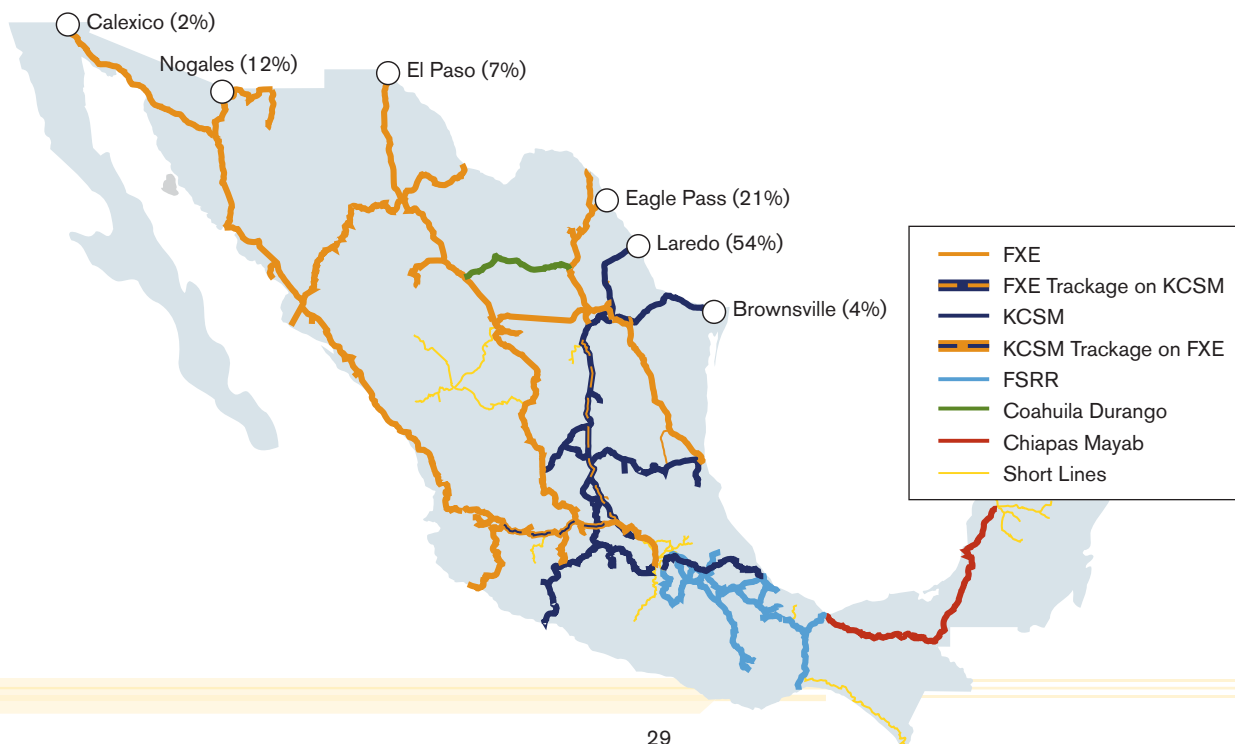 Calexico (2%)
Nogales (12%)
El Paso (7%)
Eagle Pass (21%)
Laredo (54%)
Brownsville (4%)
FXE
FXE Trackage on KCSM
KCSM
KCSM Trackage on FXE
FSRR
Coahuila Durango
Chiapas Mayab
Short Lines
29